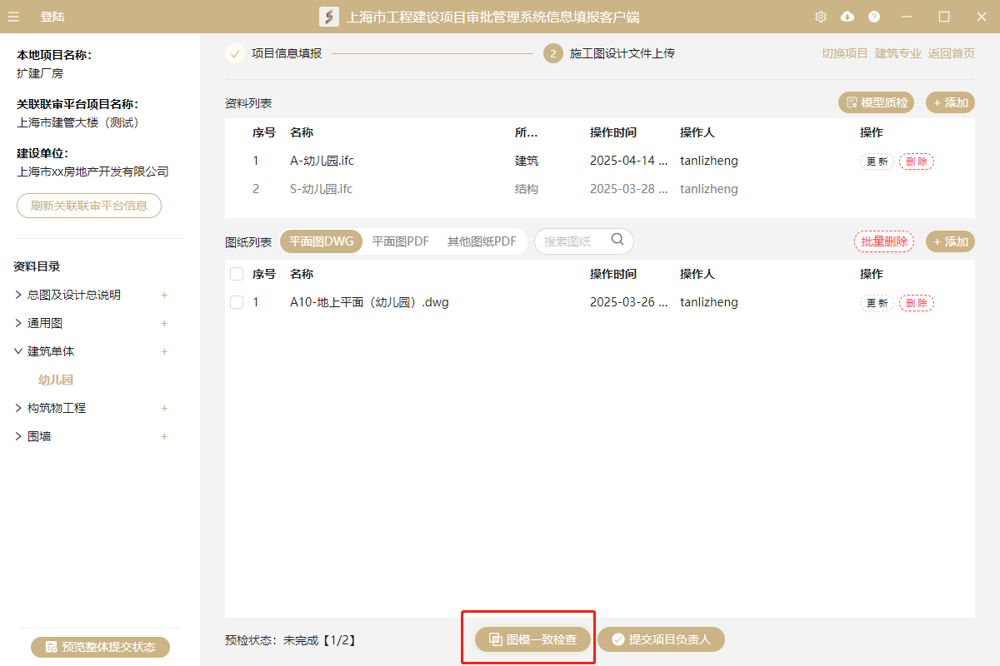 登陆
上海市工程建设项目审批管理系统信息填报客户端
本地项目名称：
扩建厂房
关联联审平台项目名称：
上海市建管大楼（测试）
建设单位：
上海市xx房地产开发有限公司
刷新关联联审平台信息
资料目录
总图及设计总说明 +
通用图 +
建筑单体 +
幼儿园
构筑物工程 +
围墙 +
预览整体提交状态
项目信息填报 2 施工图设计文件上传 切换项目 建筑专业 返回首页
资料列表 模型质检 + 添加
序号 名称 所... 操作时间 操作人 操作
1 A-幼儿园.ifc 建筑 2025-04-14 ... tanlizheng 更新 删除
2 S-幼儿园.ifc 结构 2025-03-28 ... tanlizheng
图纸列表 平面图DWG 平面图PDF 其他图纸PDF 搜索图纸 批量删除 + 添加
序号 名称 操作时间 操作人 操作
1 A10-地上平面（幼儿园）.dwg 2025-03-26 ... tanlizheng 更新 删除
预检状态：未完成【1/2】 图模一致检查 提交项目负责人